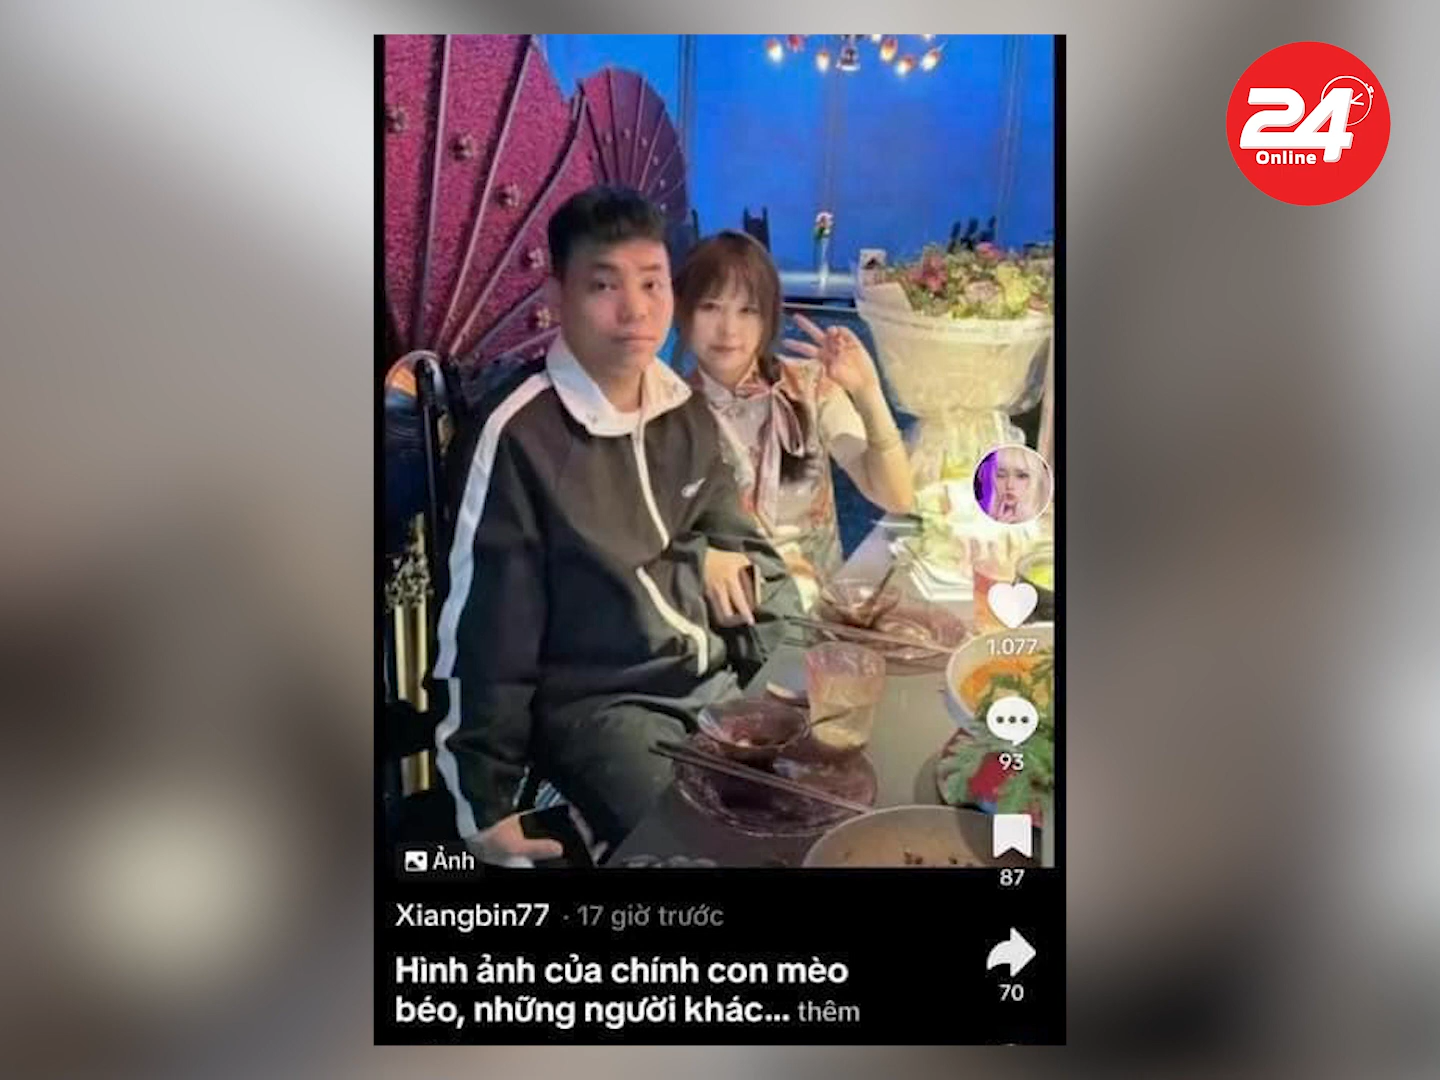 24
Online
1.077
93
87
70
Ảnh
Xiangbin77 · 17 giờ trước
Hình ảnh của chính con mèo
béo, những người khác... thêm